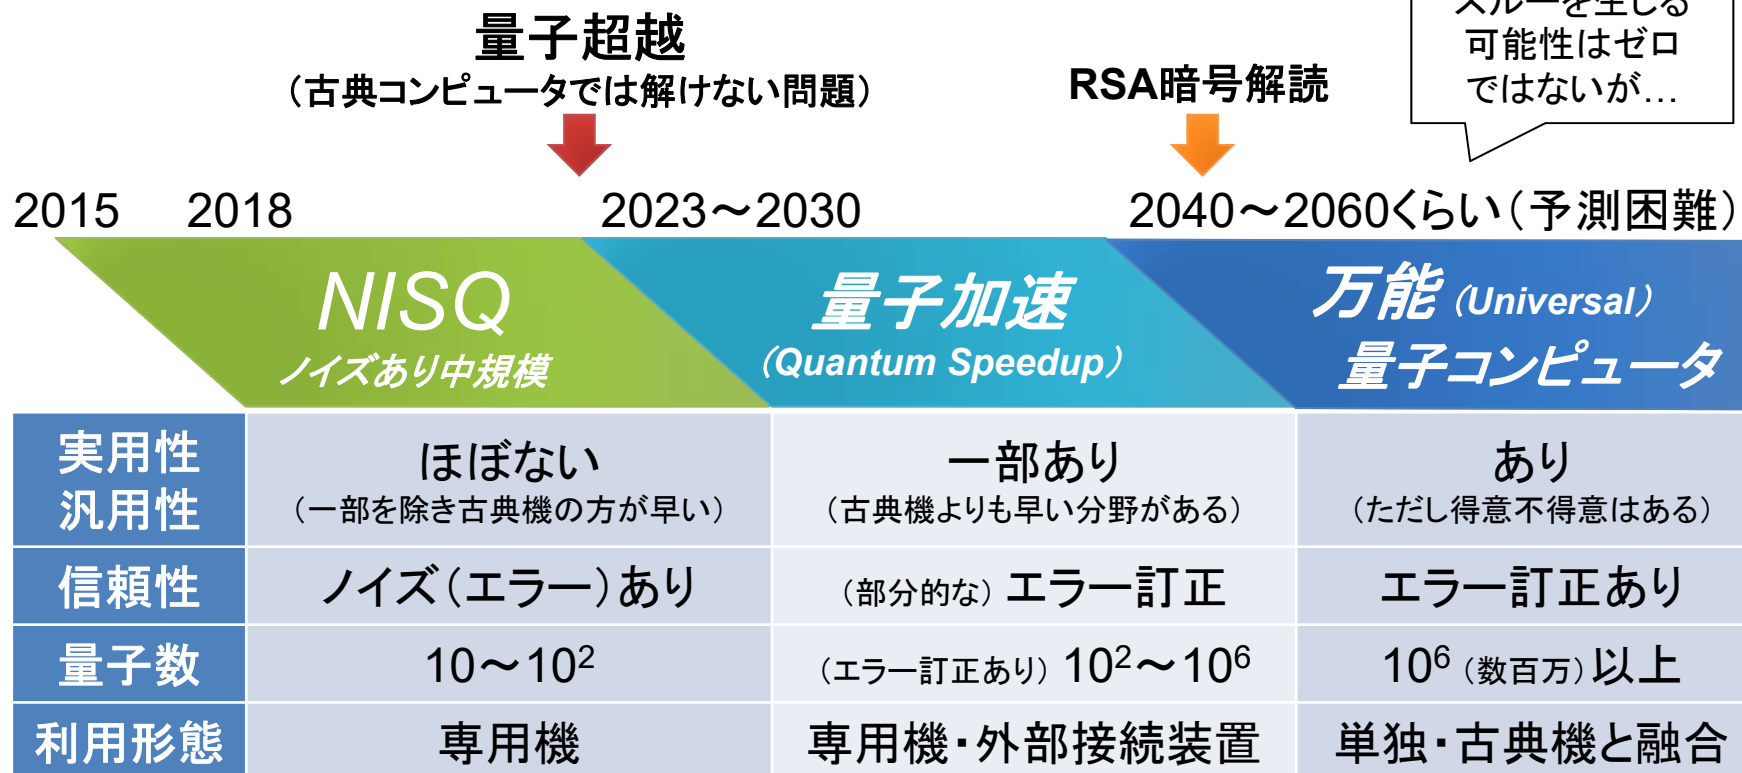 量子超越
（古典コンピュータでは解けない問題）
RSA暗号解読
スルーを生じる
可能性はゼロ
ではないが…
2015 2018 2023～2030 2040～2060くらい（予測困難）
NISQ
ノイズあり中規模
量子加速
（Quantum Speedup）
万能（Universal）
量子コンピュータ
実用性
汎用性
ほぼない
（一部を除き古典機の方が早い）
一部あり
（古典機よりも早い分野がある）
あり
（ただし得意不得意はある）
信頼性 ノイズ（エラー）あり （部分的な）エラー訂正 エラー訂正あり
量子数 10～10² （エラー訂正あり）10²～10⁶ 10⁶（数百万）以上
利用形態 専用機 専用機・外部接続装置 単独・古典機と融合